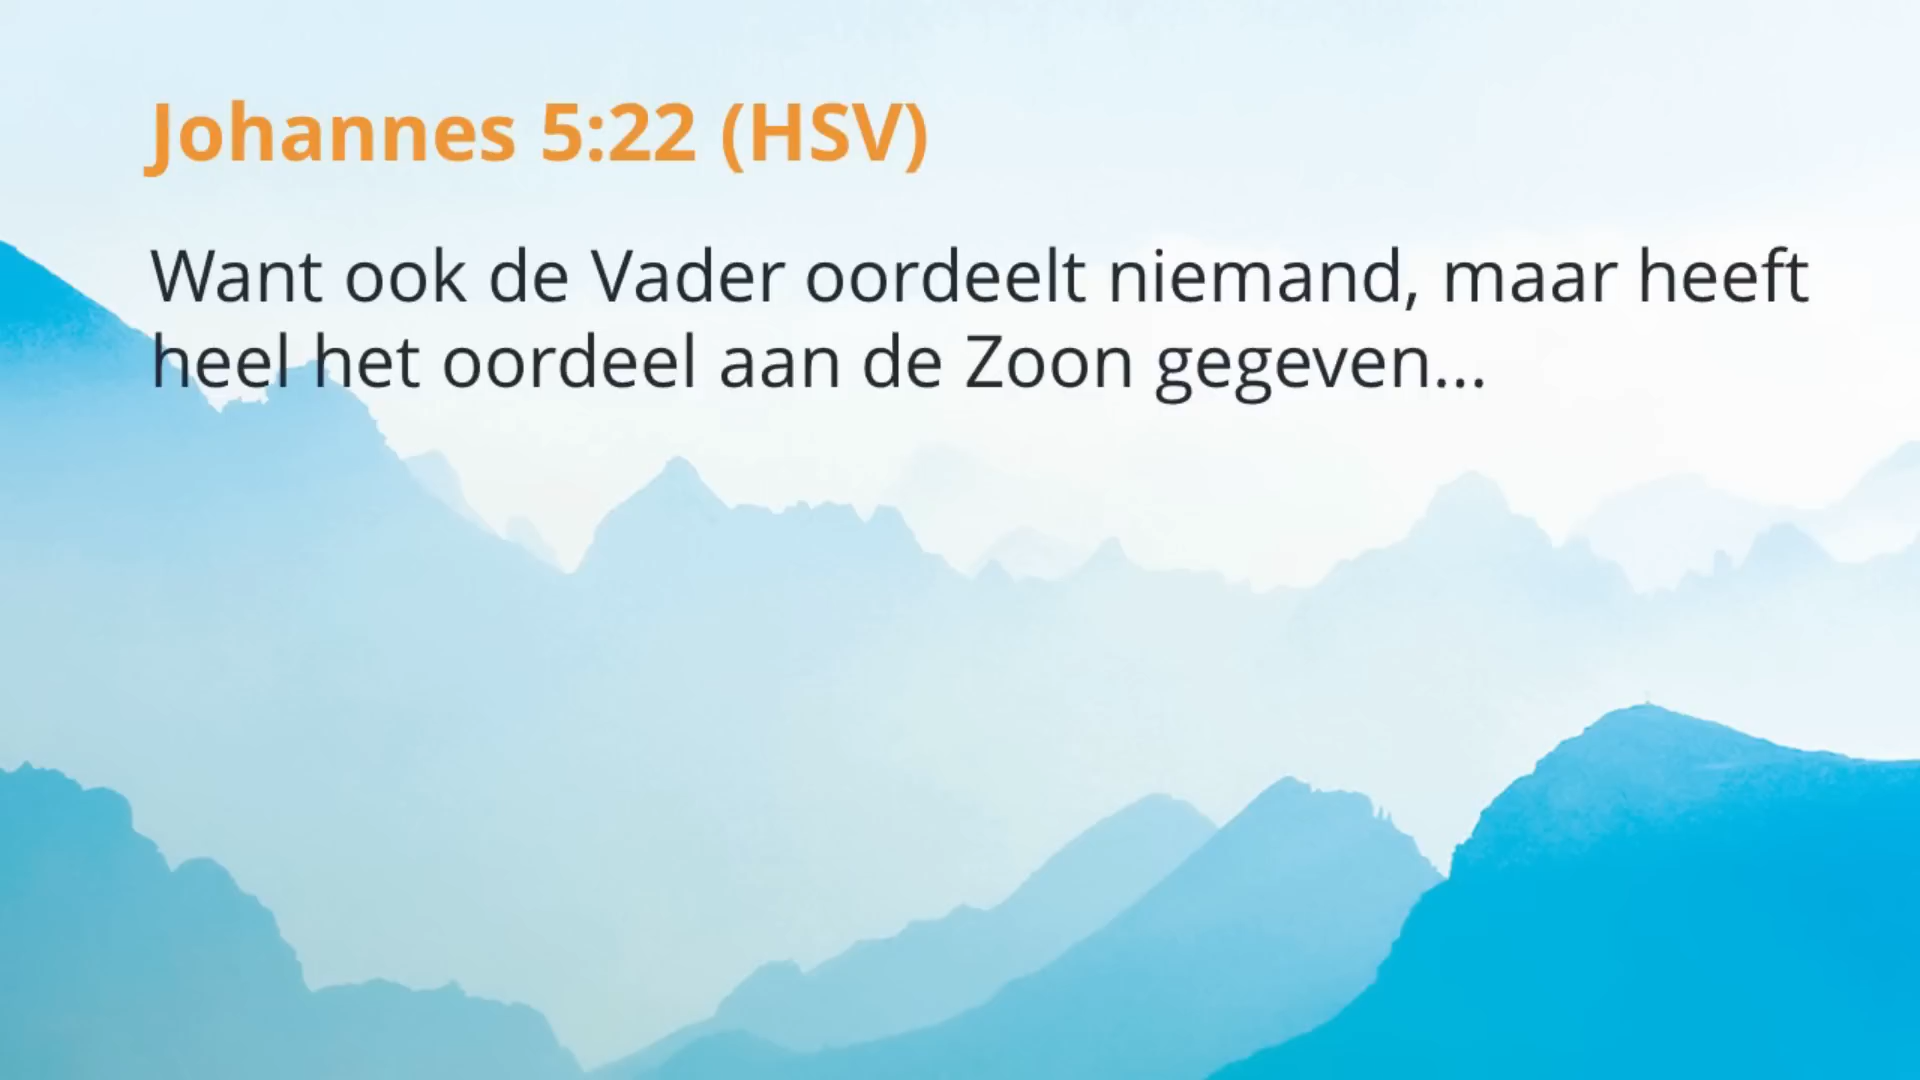 Johannes 5:22 (HSV)
Want ook de Vader oordeelt niemand, maar heeft
heel het oordeel aan de Zoon gegeven...